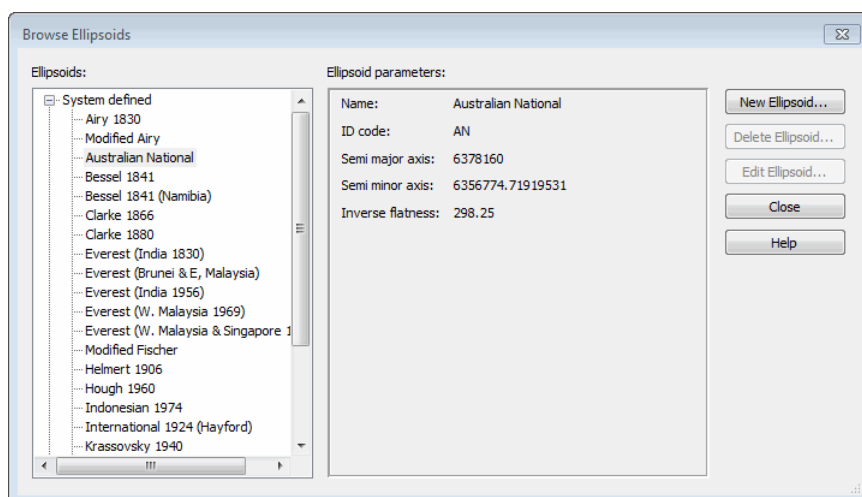 Browse Ellipsoids
Ellipsoids:
System defined
Airy 1830
Modified Airy
Australian National
Bessel 1841
Bessel 1841 (Namibia)
Clarke 1866
Clarke 1880
Everest (India 1830)
Everest (Brunei & E, Malaysia)
Everest (India 1956)
Everest (W. Malaysia 1969)
Everest (W. Malaysia & Singapore 1
Modified Fischer
Helmert 1906
Hough 1960
Indonesian 1974
International 1924 (Hayford)
Krassovsky 1940
Ellipsoid parameters:
Name: Australian National
ID code: AN
Semi major axis: 6378160
Semi minor axis: 6356774.71919531
Inverse flatness: 298.25
New Ellipsoid...
Delete Ellipsoid...
Edit Ellipsoid...
Close
Help